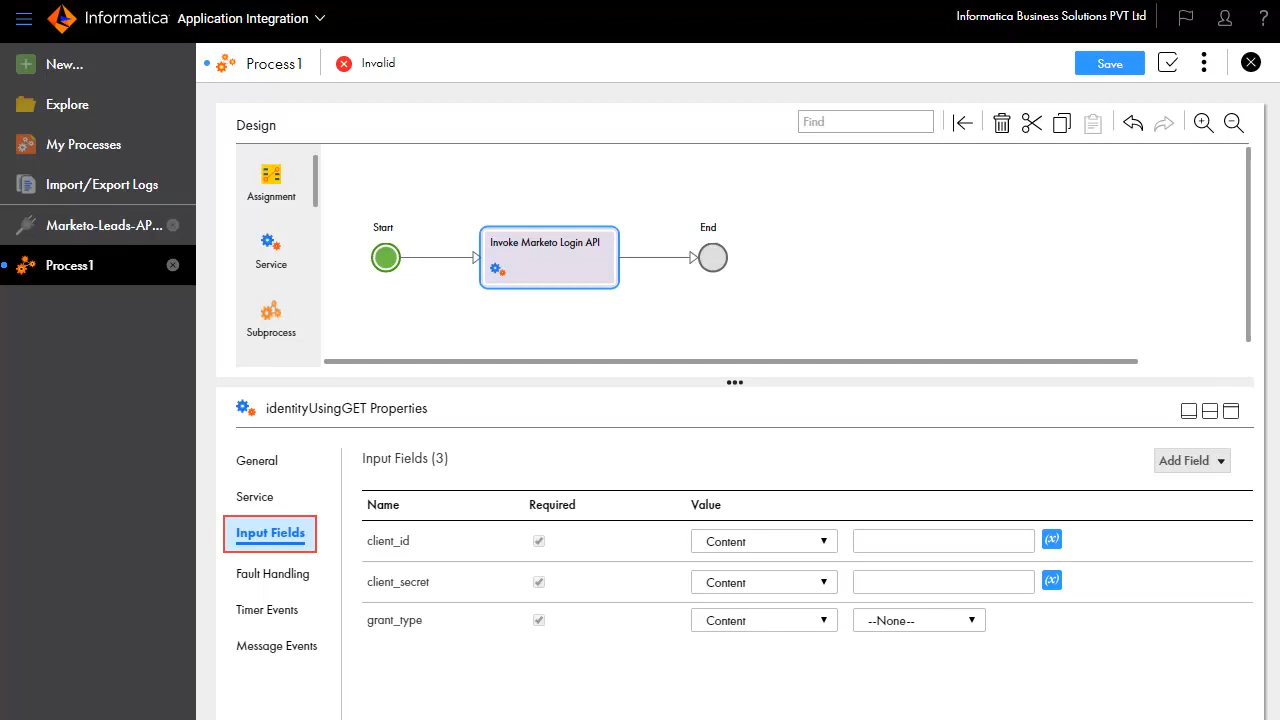 Informatica Application Integration
Informatica Business Solutions PVT Ltd
?
New...
Explore
My Processes
Import/Export Logs
Marketo-Leads-AP...
Process1
Process1
Invalid
Save
Design
Find
Assignment
Service
Subprocess
Start
Invoke Marketo Login API
End
identityUsingGET Properties
General
Service
Input Fields
Fault Handling
Timer Events
Message Events
Input Fields (3)
Add Field
Name Required Value
client_id Content (x)
client_secret Content (x)
grant_type Content --None--